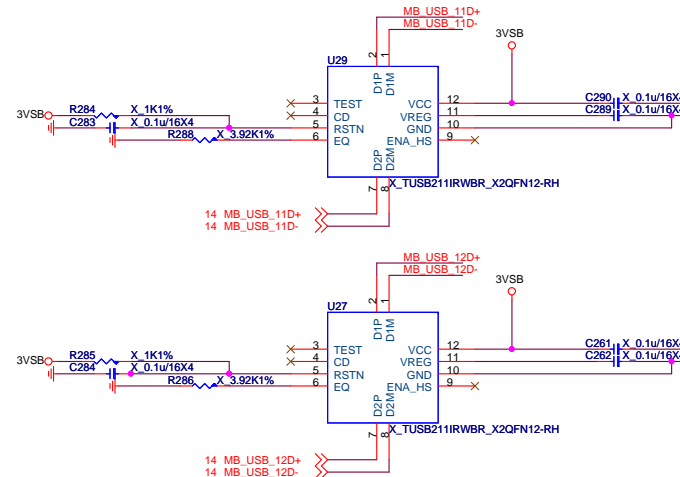 MB_USB_11D+
MB_USB_11D-
3VSB
U29
2
1
D1P
D1M
3VSB
R284
X_1K1%
C283
X_0.1u/16X4
R288
X_3.92K1%
3
TEST
4
CD
5
RSTN
6
EQ
VCC
12
VREG
11
GND
10
ENA_HS
9
C290
X_0.1u/16X4
C289
X_0.1u/16X4
D2P
D2M
7
8
X_TUSB211IRWBR_X2QFN12-RH
14 MB_USB_11D+
14 MB_USB_11D-
MB_USB_12D+
MB_USB_12D-
3VSB
U27
2
1
D1P
D1M
3VSB
R285
X_1K1%
C284
X_0.1u/16X4
R286
X_3.92K1%
3
TEST
4
CD
5
RSTN
6
EQ
VCC
12
VREG
11
GND
10
ENA_HS
9
C261
X_0.1u/16X
C262
X_0.1u/16X
D2P
D2M
7
8
X_TUSB211IRWBR_X2QFN12-RH
14 MB_USB_12D+
14 MB_USB_12D-